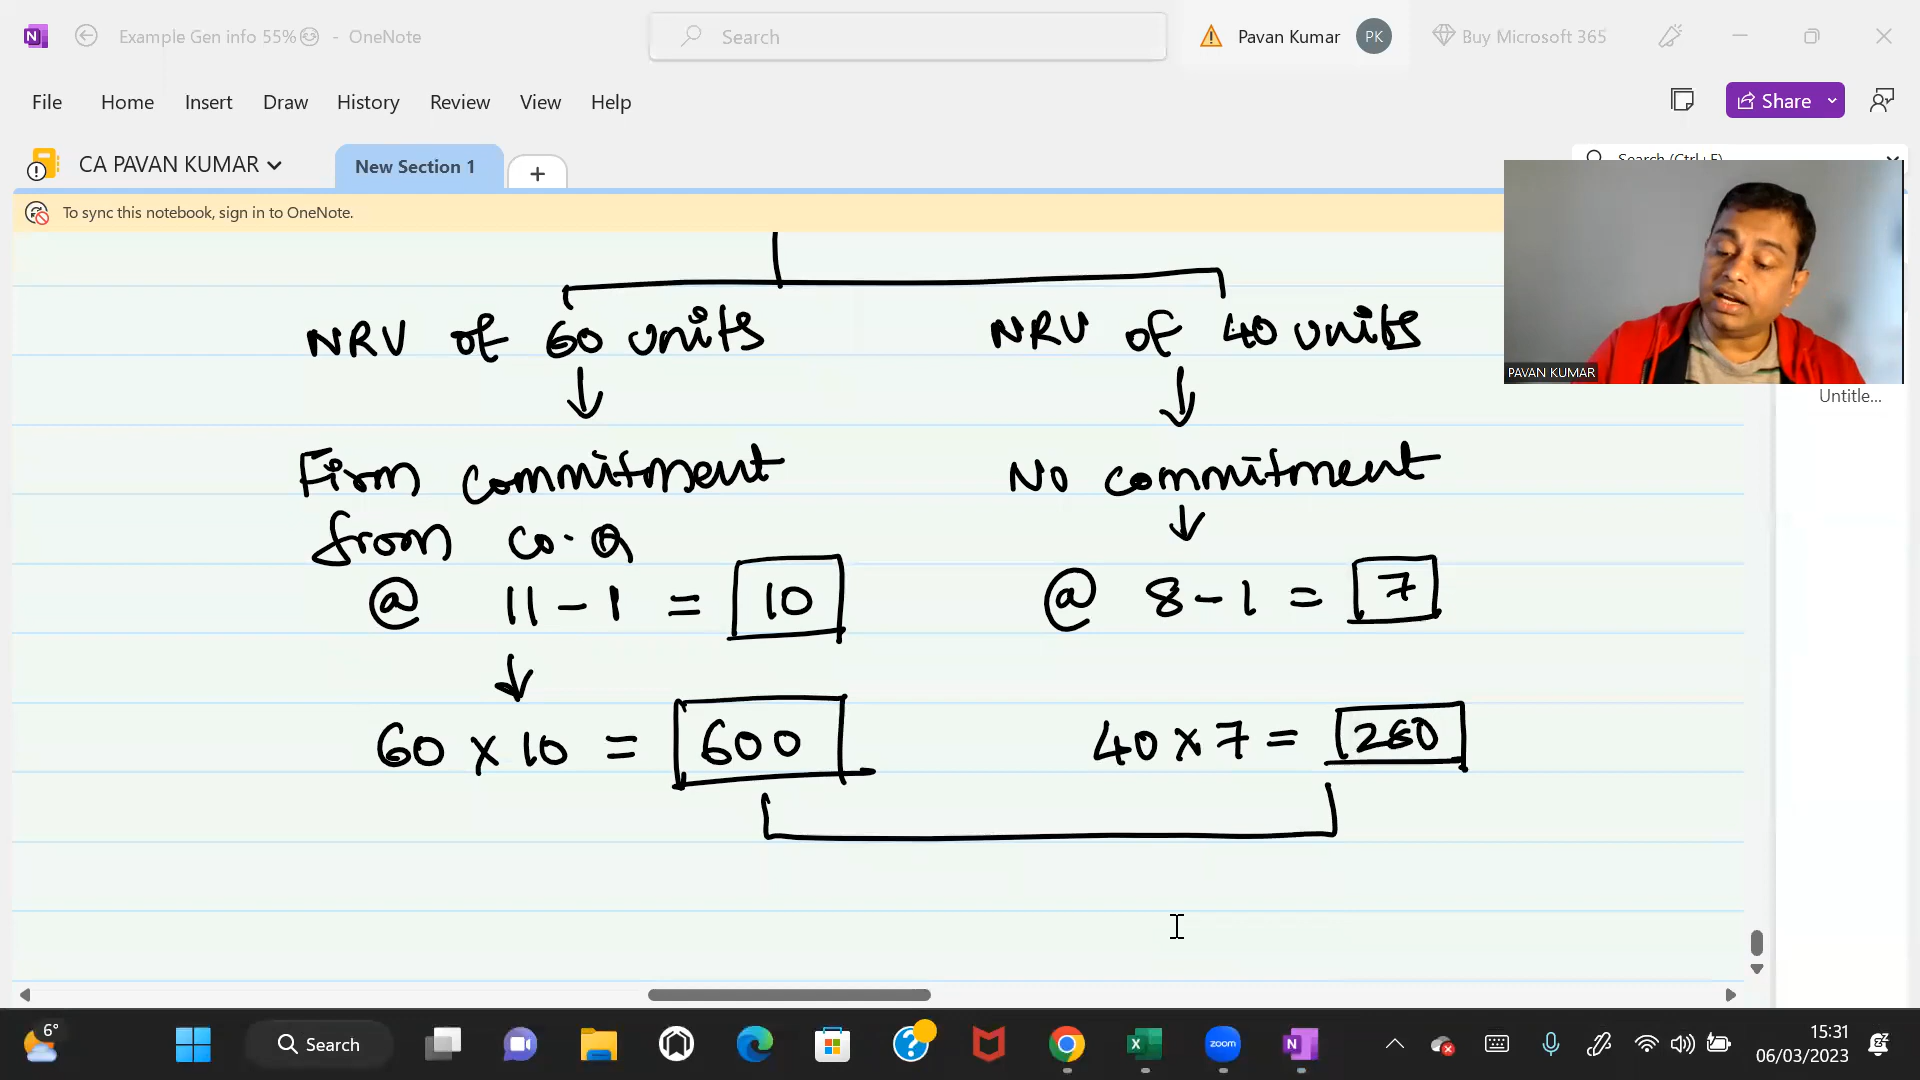 Example Gen info 55% - OneNote
Search
Pavan Kumar
PK
Buy Microsoft 365
File Home Insert Draw History Review View Help
Share
CA PAVAN KUMAR
New Section 1
+
Search (Ctrl+F)
To sync this notebook, sign in to OneNote.
PAVAN KUMAR
Untitle...
NRV of 60 units
NRV of 40 units
Firm commitment
from co. Q
No commitment
@ 11 - 1 = 10
@ 8 - 1 = 7
60 x 10 = 600
40 x 7 = 280
6°
Search
zoom
15:31
06/03/2023